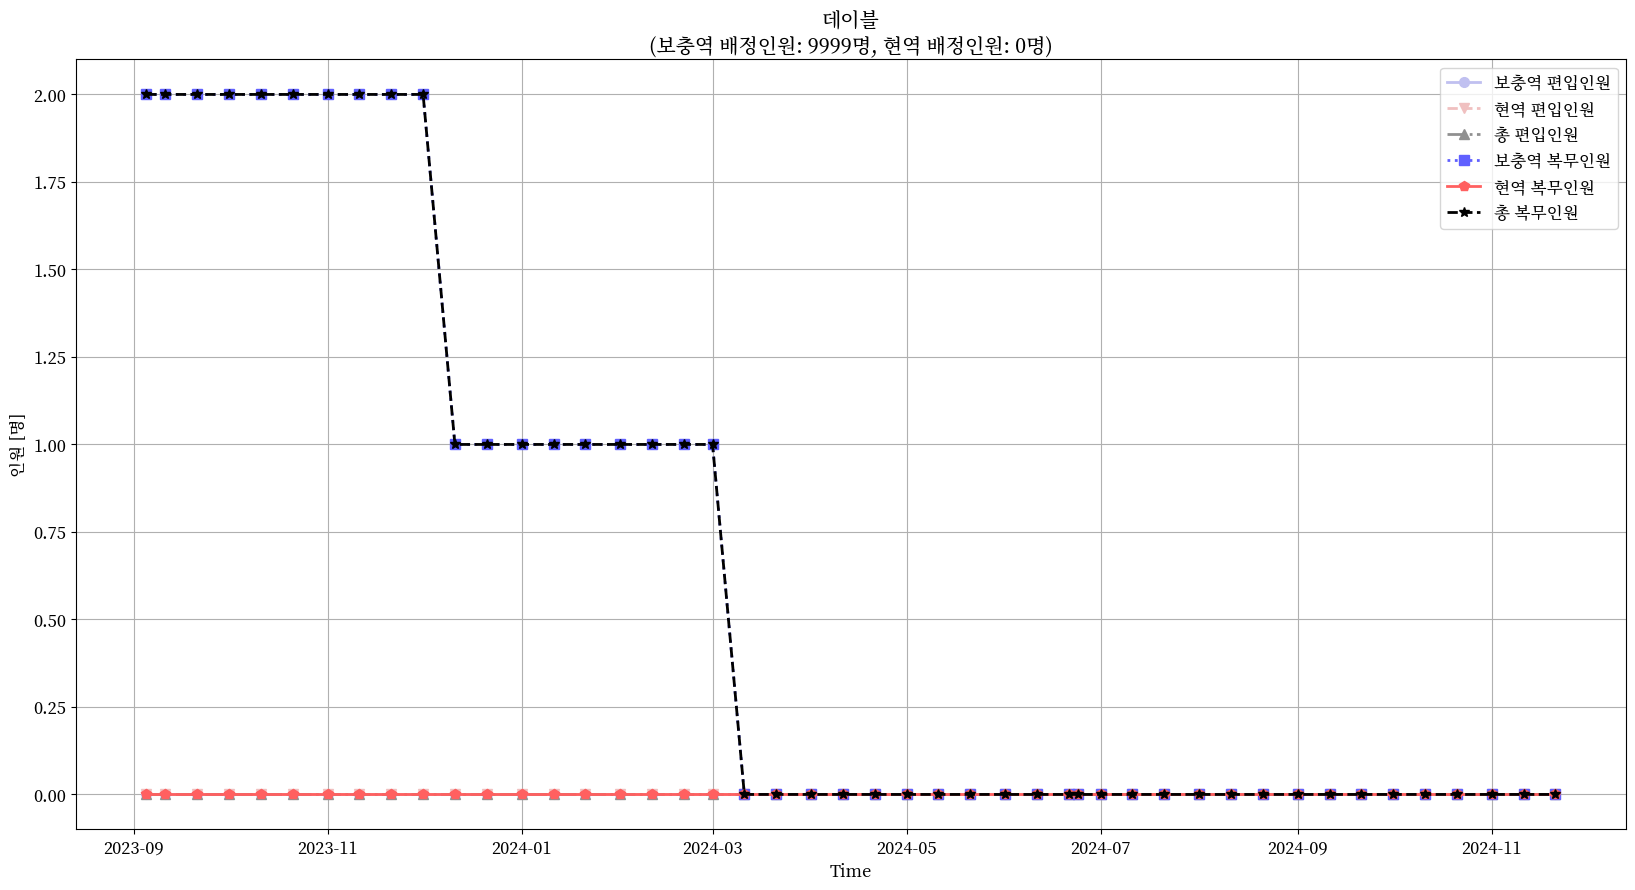 데이블
(보충역 배정인원: 9999명, 현역 배정인원: 0명)
보충역 편입인원
현역 편입인원
총 편입인원
보충역 복무인원
현역 복무인원
총 복무인원
인원 [명]
2.00
1.75
1.50
1.25
1.00
0.75
0.50
0.25
0.00
2023-09
2023-11
2024-01
2024-03
2024-05
2024-07
2024-09
2024-11
Time